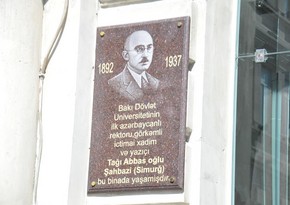 1892 1937
Bakı Dövlət
Universitetinin
ilk azərbaycanlı
rektoru,görkəmli
ictimai xadim
və yazıçı
Tağı Abbas oğlu
Şahbazi (Simurğ)
bu binada yaşamışdır.